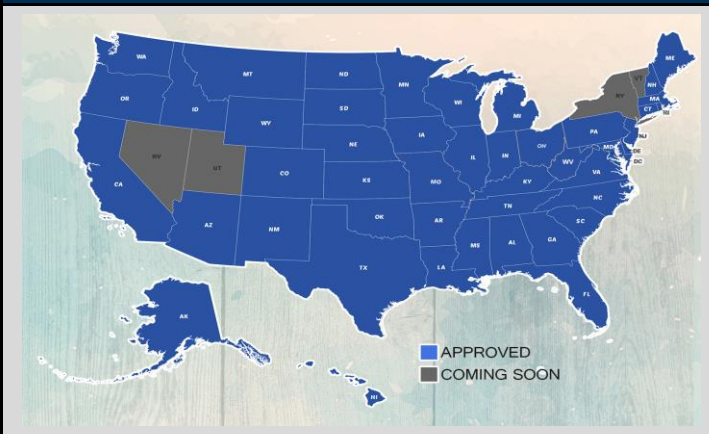 WA
MT
ND
MN
ME
VT
NH
NY
MA
CT
RI
OR
ID
SD
WI
MI
WY
IA
PA
NJ
NE
OH
MD
DE
DC
NV
UT
IL
IN
WV
VA
CO
KS
MO
KY
CA
NC
TN
OK
AR
SC
AZ
NM
MS
AL
GA
TX
LA
FL
AK
HI
APPROVED
COMING SOON